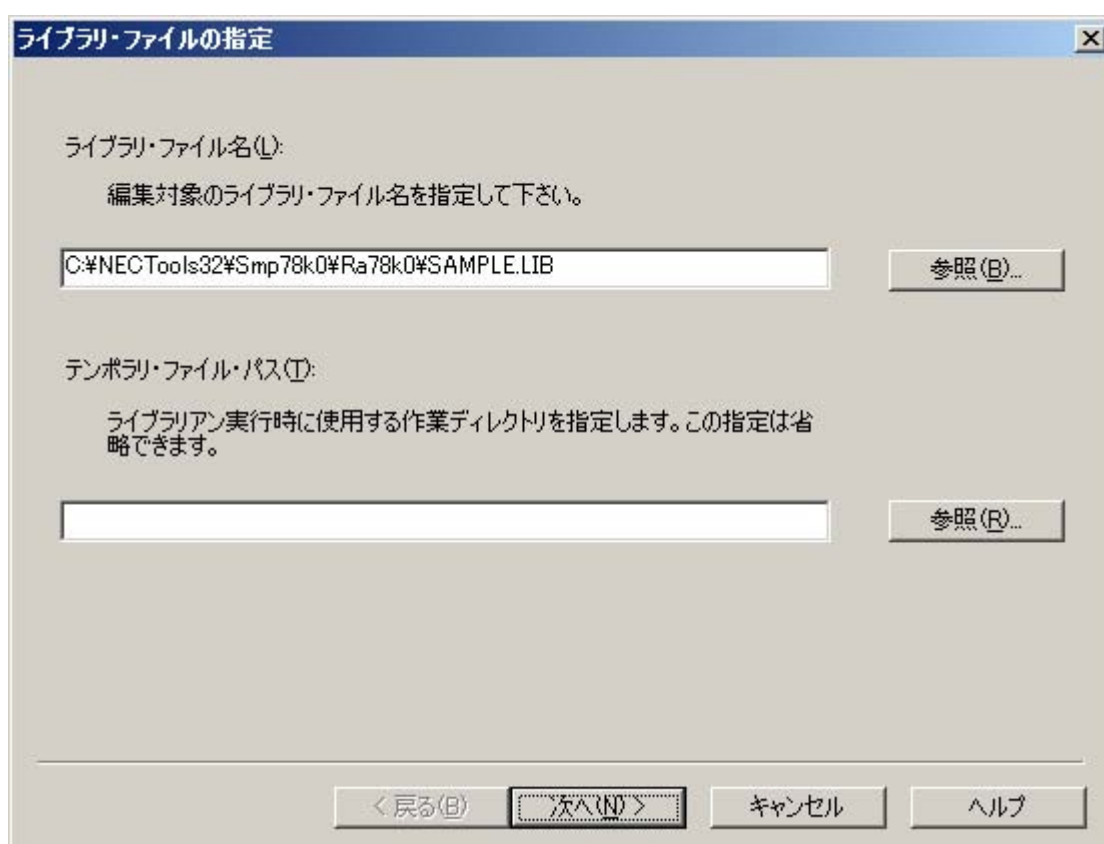 ライブラリ・ファイルの指定
ライブラリ・ファイル名(L):
編集対象のライブラリ・ファイル名を指定して下さい。
C:¥NECTools32¥Smp78k0¥Ra78k0¥SAMPLE.LIB
参照(B)...
テンポラリ・ファイル・パス(T):
ライブラリアン実行時に使用する作業ディレクトリを指定します。この指定は省
略できます。
参照(R)...
< 戻る(B)
次へ(N) >
キャンセル
ヘルプ